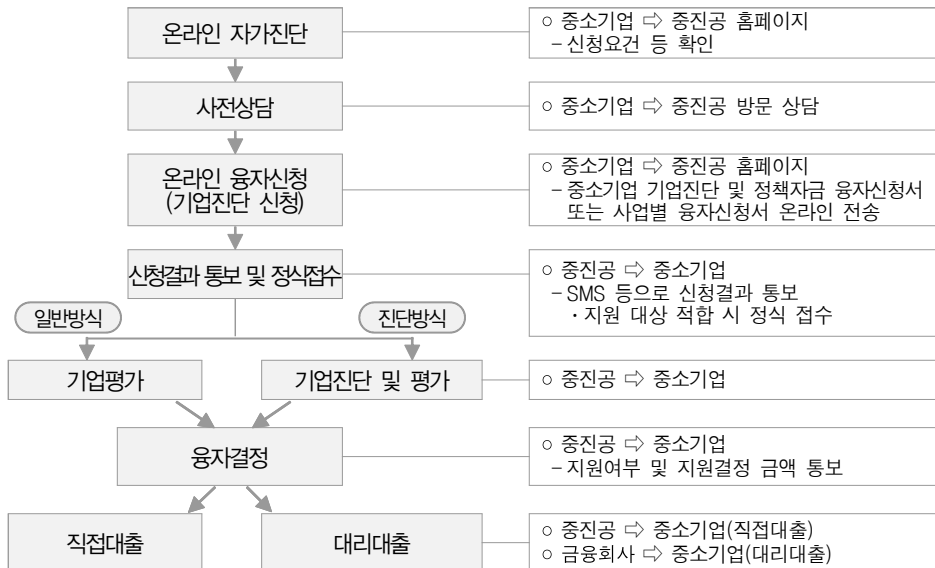 온라인 자가진단
○ 중소기업 ⇨ 중진공 홈페이지
- 신청요건 등 확인
사전상담
○ 중소기업 ⇨ 중진공 방문 상담
온라인 융자신청
(기업진단 신청)
○ 중소기업 ⇨ 중진공 홈페이지
- 중소기업 기업진단 및 정책자금 융자신청서
또는 사업별 융자신청서 온라인 전송
신청결과 통보 및 정식접수
○ 중진공 ⇨ 중소기업
- SMS 등으로 신청결과 통보
· 지원 대상 적합 시 정식 접수
일반방식
진단방식
기업평가
기업진단 및 평가
○ 중진공 ⇨ 중소기업
융자결정
○ 중진공 ⇨ 중소기업
- 지원여부 및 지원결정 금액 통보
직접대출
대리대출
○ 중진공 ⇨ 중소기업(직접대출)
○ 금융회사 ⇨ 중소기업(대리대출)